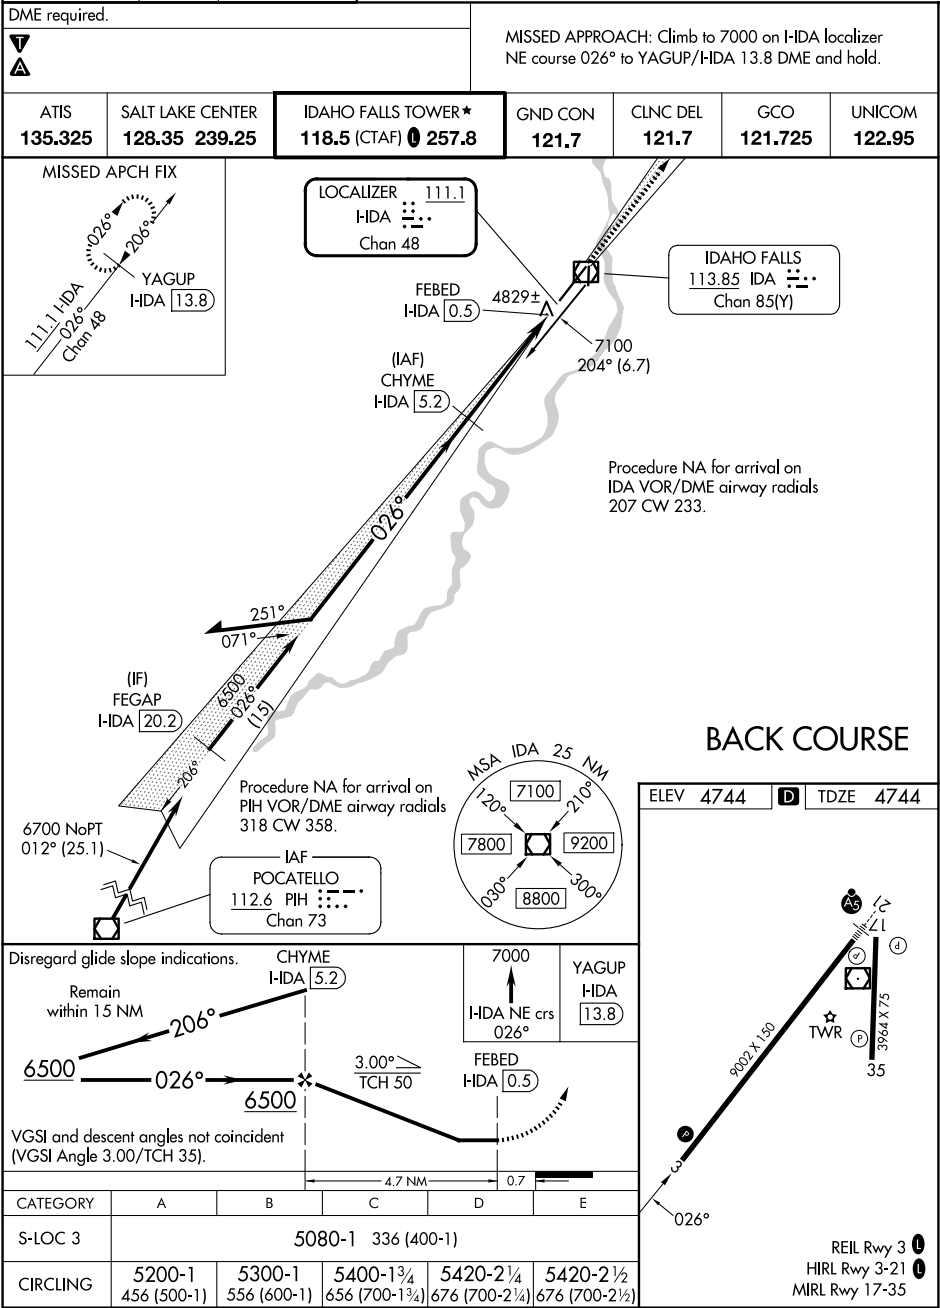 DME required.
T
A
MISSED APPROACH: Climb to 7000 on I-IDA localizer
NE course 026° to YAGUP/I-IDA 13.8 DME and hold.
ATIS
135.325
SALT LAKE CENTER
128.35 239.25
IDAHO FALLS TOWER★
118.5 (CTAF) L 257.8
GND CON
121.7
CLNC DEL
121.7
GCO
121.725
UNICOM
122.95
MISSED APCH FIX
026°
206°
YAGUP
I-IDA 13.8
111.1 I-IDA
026°
Chan 48
LOCALIZER 111.1
I-IDA
Chan 48
IDAHO FALLS
113.85 IDA
Chan 85(Y)
FEBED
I-IDA 0.5
4829±
7100
204° (6.7)
(IAF)
CHYME
I-IDA 5.2
Procedure NA for arrival on
IDA VOR/DME airway radials
207 CW 233.
026°
251°
071°
(IF)
FEGAP
I-IDA 20.2
6500
026°
(15)
206°
Procedure NA for arrival on
PIH VOR/DME airway radials
318 CW 358.
6700 NoPT
012° (25.1)
IAF
POCATELLO
112.6 PIH
Chan 73
MSA IDA 25 NM
120°
7100
210°
7800
9200
030°
8800
300°
BACK COURSE
ELEV 4744 D TDZE 4744
A5
21
17
P
P
TWR
P
3964 X 75
35
9002 X 150
P
3
026°
REIL Rwy 3 L
HIRL Rwy 3-21 L
MIRL Rwy 17-35
Disregard glide slope indications.
CHYME
I-IDA 5.2
Remain
within 15 NM
206°
6500
026°
6500
3.00°
TCH 50
FEBED
I-IDA 0.5
7000
I-IDA NE crs
026°
YAGUP
I-IDA
13.8
VGSI and descent angles not coincident
(VGSI Angle 3.00/TCH 35).
4.7 NM
0.7
CATEGORY A B C D E
S-LOC 3 5080-1 336 (400-1)
CIRCLING
5200-1
456 (500-1)
5300-1
556 (600-1)
5400-1¾
656 (700-1¾)
5420-2¼
676 (700-2¼)
5420-2½
676 (700-2½)